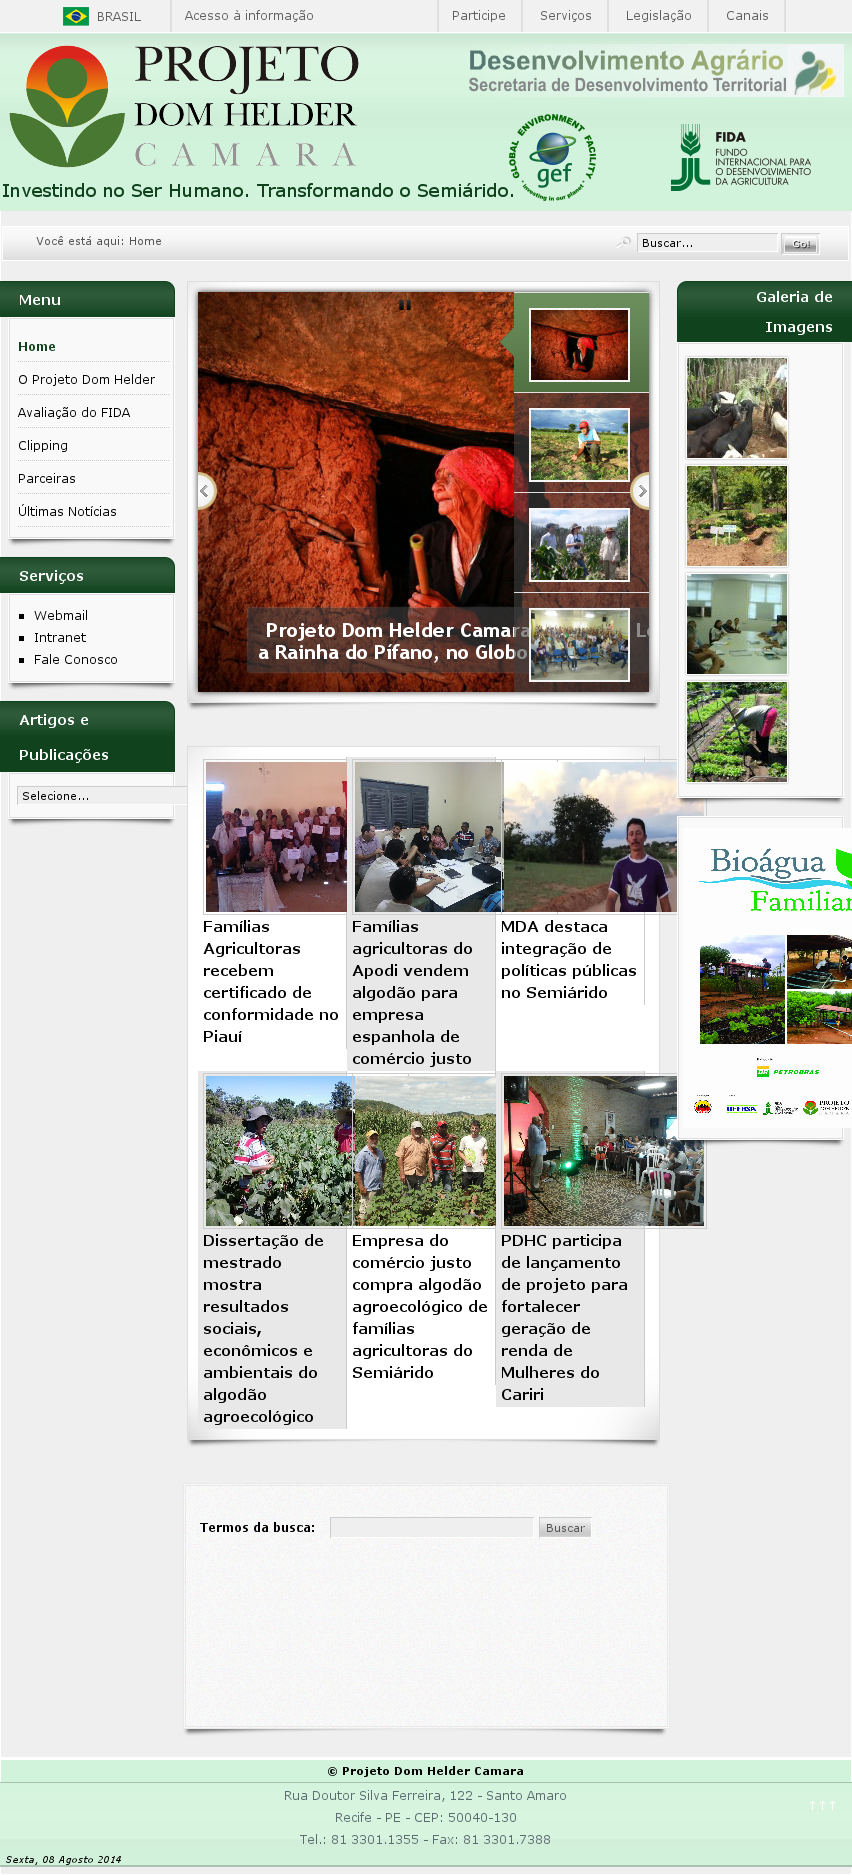 BRASIL
Acesso à informação
Participe
Serviços
Legislação
Canais
PROJETO
DOM HELDER
CAMARA
Investindo no Ser Humano. Transformando o Semiárido.
Desenvolvimento Agrário
Secretaria de Desenvolvimento Territorial
GLOBAL ENVIRONMENT FACILITY
gef
investing in our planet
FIDA
FUNDO
INTERNACIONAL PARA
O DESENVOLVIMENTO
DA AGRICULTURA
Você está aqui: Home
Buscar...
Go!
Menu
Home
O Projeto Dom Helder
Avaliação do FIDA
Clipping
Parceiras
Últimas Notícias
Serviços
Webmail
Intranet
Fale Conosco
Artigos e
Publicações
Selecione...
Projeto Dom Helder Camara
a Rainha do Pífano, no Globo
Galeria de
Imagens
Bioágua
Familiar
PETROBRAS
UFERSA
PROJETO
DOM HELDER
CAMARA
Famílias
Agricultoras
recebem
certificado de
conformidade no
Piauí
Famílias
agricultoras do
Apodi vendem
algodão para
empresa
espanhola de
comércio justo
MDA destaca
integração de
políticas públicas
no Semiárido
Dissertação de
mestrado
mostra
resultados
sociais,
econômicos e
ambientais do
algodão
agroecológico
Empresa do
comércio justo
compra algodão
agroecológico de
famílias
agricultoras do
Semiárido
PDHC participa
de lançamento
de projeto para
fortalecer
geração de
renda de
Mulheres do
Cariri
Termos da busca:
Buscar
© Projeto Dom Helder Camara
Rua Doutor Silva Ferreira, 122 - Santo Amaro
Recife - PE - CEP: 50040-130
Tel.: 81 3301.1355 - Fax: 81 3301.7388
↑↑↑
Sexta, 08 Agosto 2014